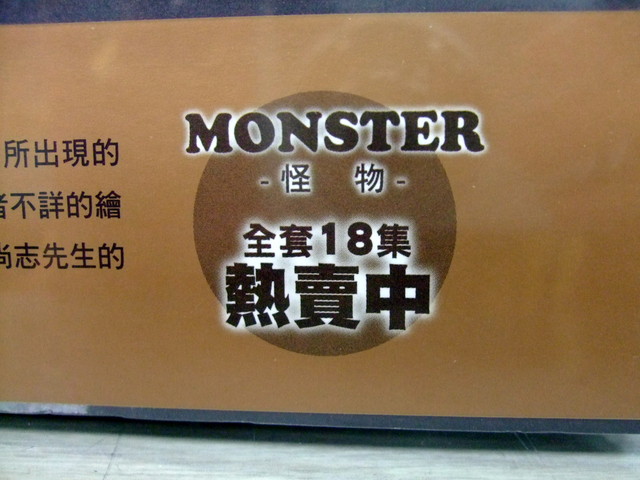 所出現的
者不詳的繪
尚志先生的
MONSTER
-怪 物-
全套18集
熱賣中